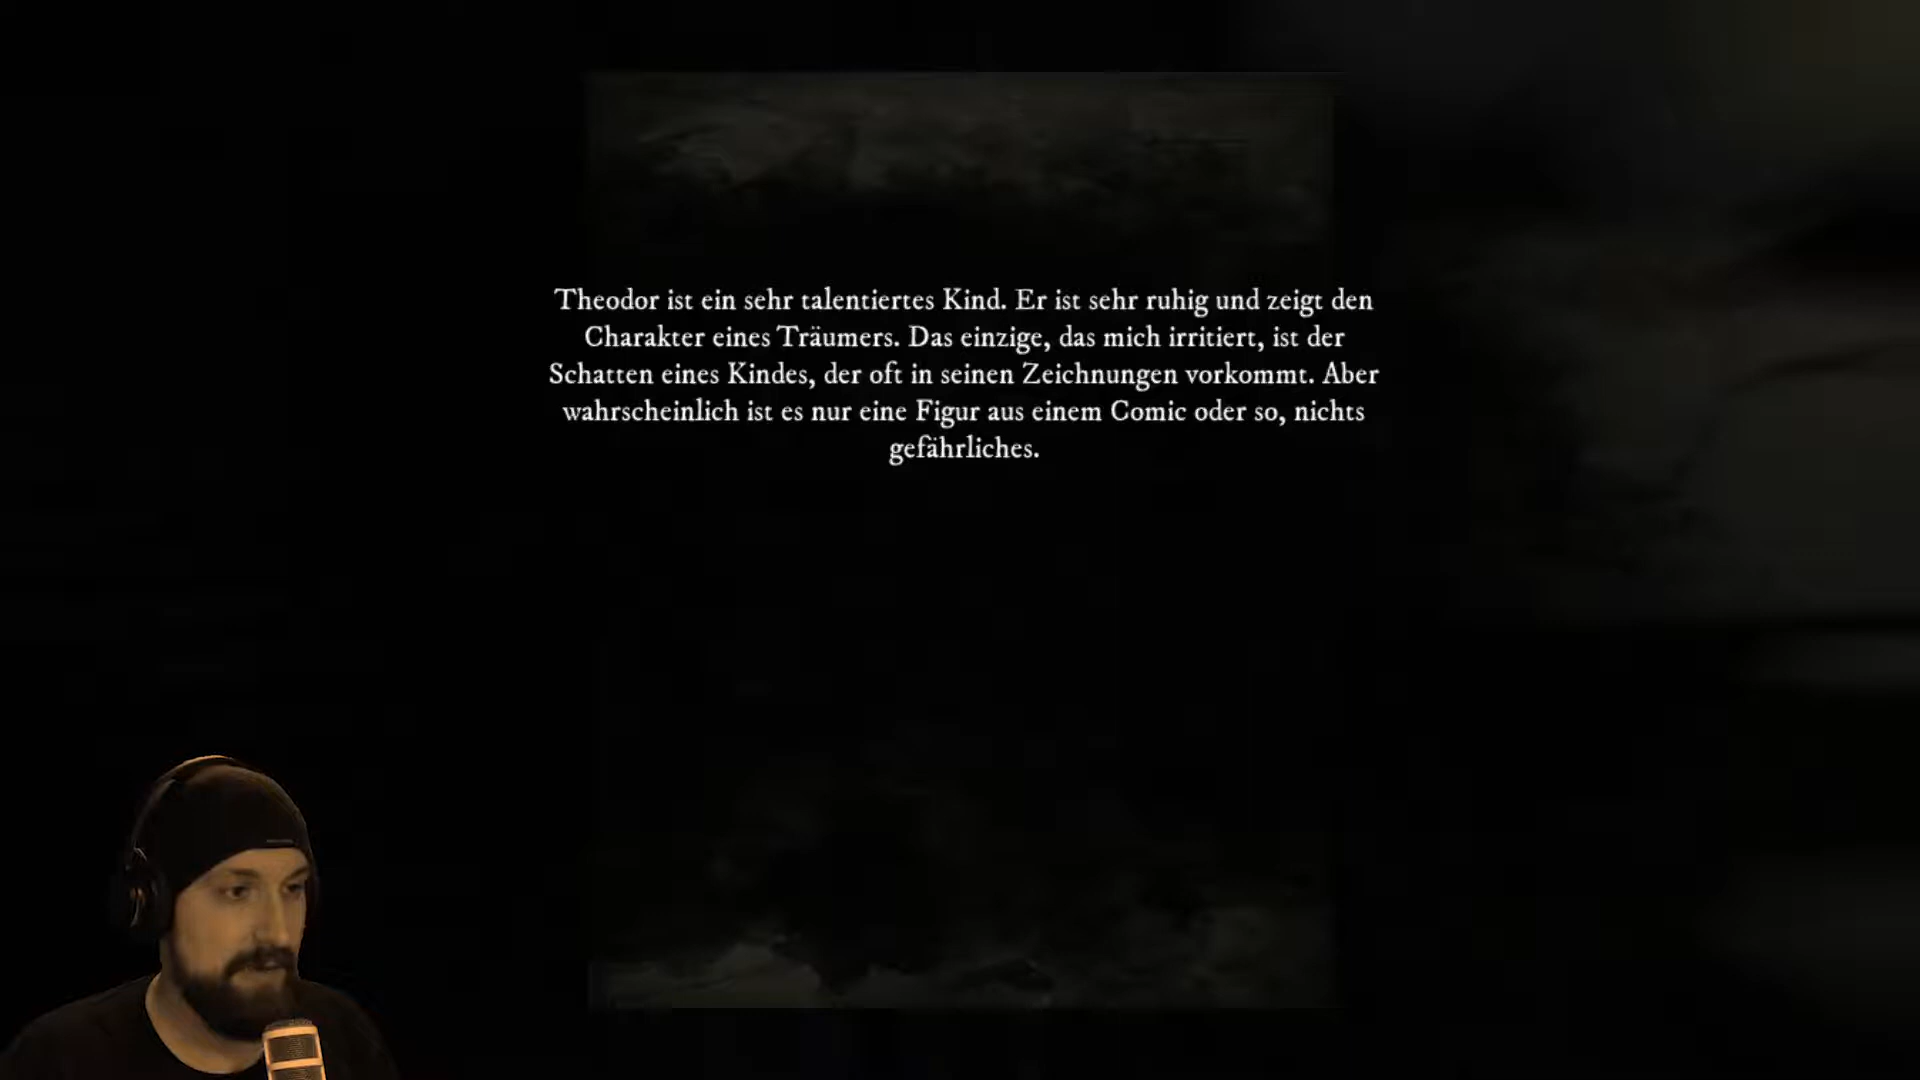 Theodor ist ein sehr talentiertes Kind. Er ist sehr ruhig und zeigt den
Charakter eines Träumers. Das einzige, das mich irritiert, ist der
Schatten eines Kindes, der oft in seinen Zeichnungen vorkommt. Aber
wahrscheinlich ist es nur eine Figur aus einem Comic oder so, nichts
gefährliches.